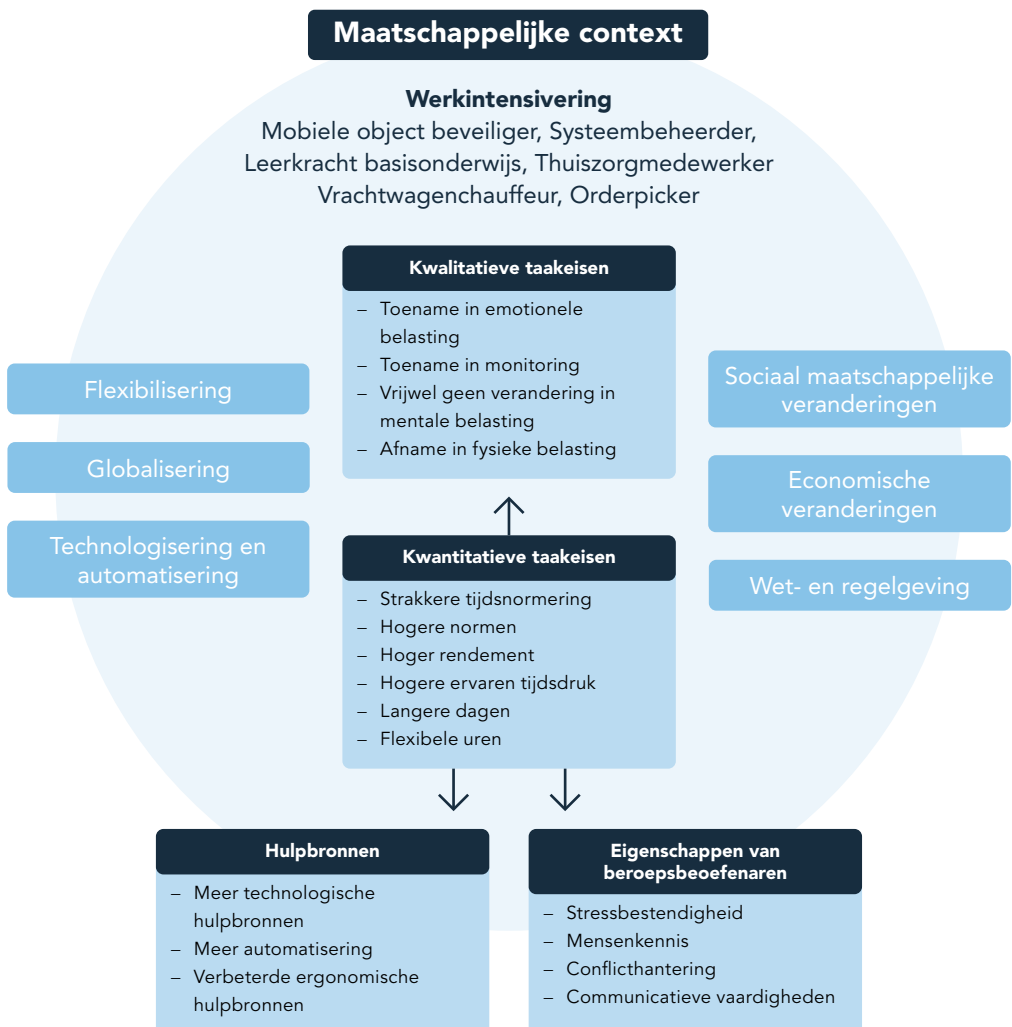 Maatschappelijke context
Werkintensivering
Mobiele object beveiliger, Systeembeheerder,
Leerkracht basisonderwijs, Thuiszorgmedewerker
Vrachtwagenchauffeur, Orderpicker
Kwalitatieve taakeisen
– Toename in emotionele
belasting
– Toename in monitoring
– Vrijwel geen verandering in
mentale belasting
– Afname in fysieke belasting
Flexibilisering
Globalisering
Technologisering en
automatisering
Sociaal maatschappelijke
veranderingen
Economische
veranderingen
Wet- en regelgeving
Kwantitatieve taakeisen
– Strakkere tijdsnormering
– Hogere normen
– Hoger rendement
– Hogere ervaren tijdsdruk
– Langere dagen
– Flexibele uren
Hulpbronnen
– Meer technologische
hulpbronnen
– Meer automatisering
– Verbeterde ergonomische
hulpbronnen
Eigenschappen van
beroepsbeoefenaren
– Stressbestendigheid
– Mensenkennis
– Conflicthantering
– Communicatieve vaardigheden